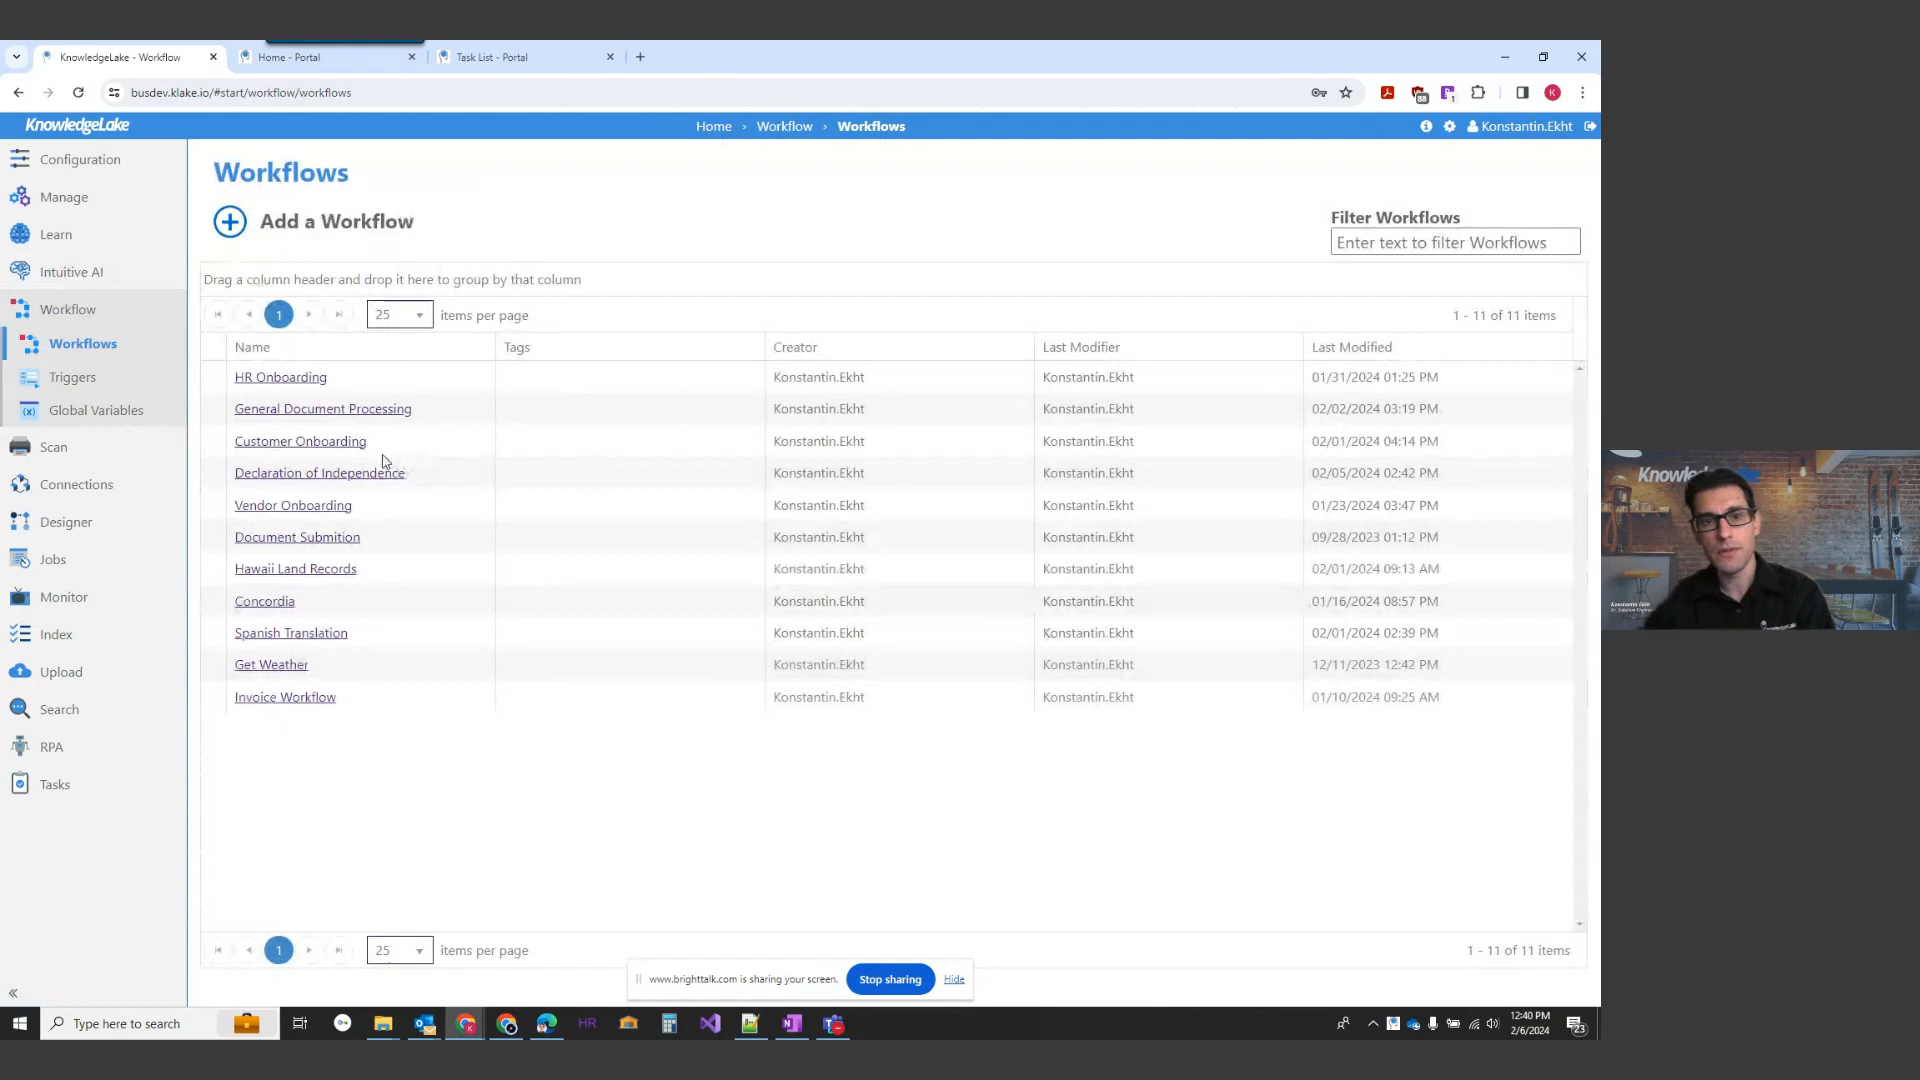 KnowledgeLake - Workflow
Home - Portal
Task List - Portal
busdev.klake.io/#start/workflow/workflows
88
1
K
KnowledgeLake
Home › Workflow › Workflows
Konstantin.Ekht
Configuration
Manage
Learn
Intuitive AI
Workflow
Workflows
Triggers
Global Variables
Scan
Connections
Designer
Jobs
Monitor
Index
Upload
Search
RPA
Tasks
Workflows
Add a Workflow
Filter Workflows
Enter text to filter Workflows
Drag a column header and drop it here to group by that column
1 25 items per page 1 - 11 of 11 items
Name Tags Creator Last Modifier Last Modified
HR Onboarding Konstantin.Ekht Konstantin.Ekht 01/31/2024 01:25 PM
General Document Processing Konstantin.Ekht Konstantin.Ekht 02/02/2024 03:19 PM
Customer Onboarding Konstantin.Ekht Konstantin.Ekht 02/01/2024 04:14 PM
Declaration of Independence Konstantin.Ekht Konstantin.Ekht 02/05/2024 02:42 PM
Vendor Onboarding Konstantin.Ekht Konstantin.Ekht 01/23/2024 03:47 PM
Document Submition Konstantin.Ekht Konstantin.Ekht 09/28/2023 01:12 PM
Hawaii Land Records Konstantin.Ekht Konstantin.Ekht 02/01/2024 09:13 AM
Concordia Konstantin.Ekht Konstantin.Ekht 01/16/2024 08:57 PM
Spanish Translation Konstantin.Ekht Konstantin.Ekht 02/01/2024 02:39 PM
Get Weather Konstantin.Ekht Konstantin.Ekht 12/11/2023 12:42 PM
Invoice Workflow Konstantin.Ekht Konstantin.Ekht 01/10/2024 09:25 AM
1 25 items per page 1 - 11 of 11 items
www.brighttalk.com is sharing your screen. Stop sharing Hide
Type here to search
HR
12:40 PM
2/6/2024
23
Konstantin Ekht